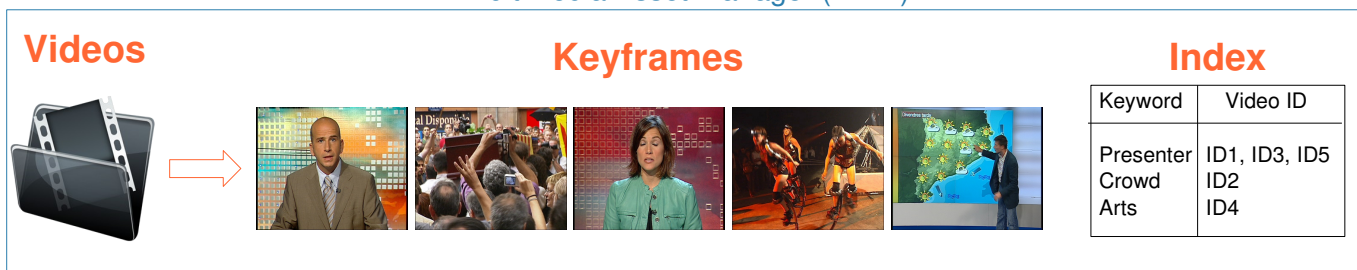 Videos
Keyframes
Index
Keyword Video ID
Presenter ID1, ID3, ID5
Crowd ID2
Arts ID4